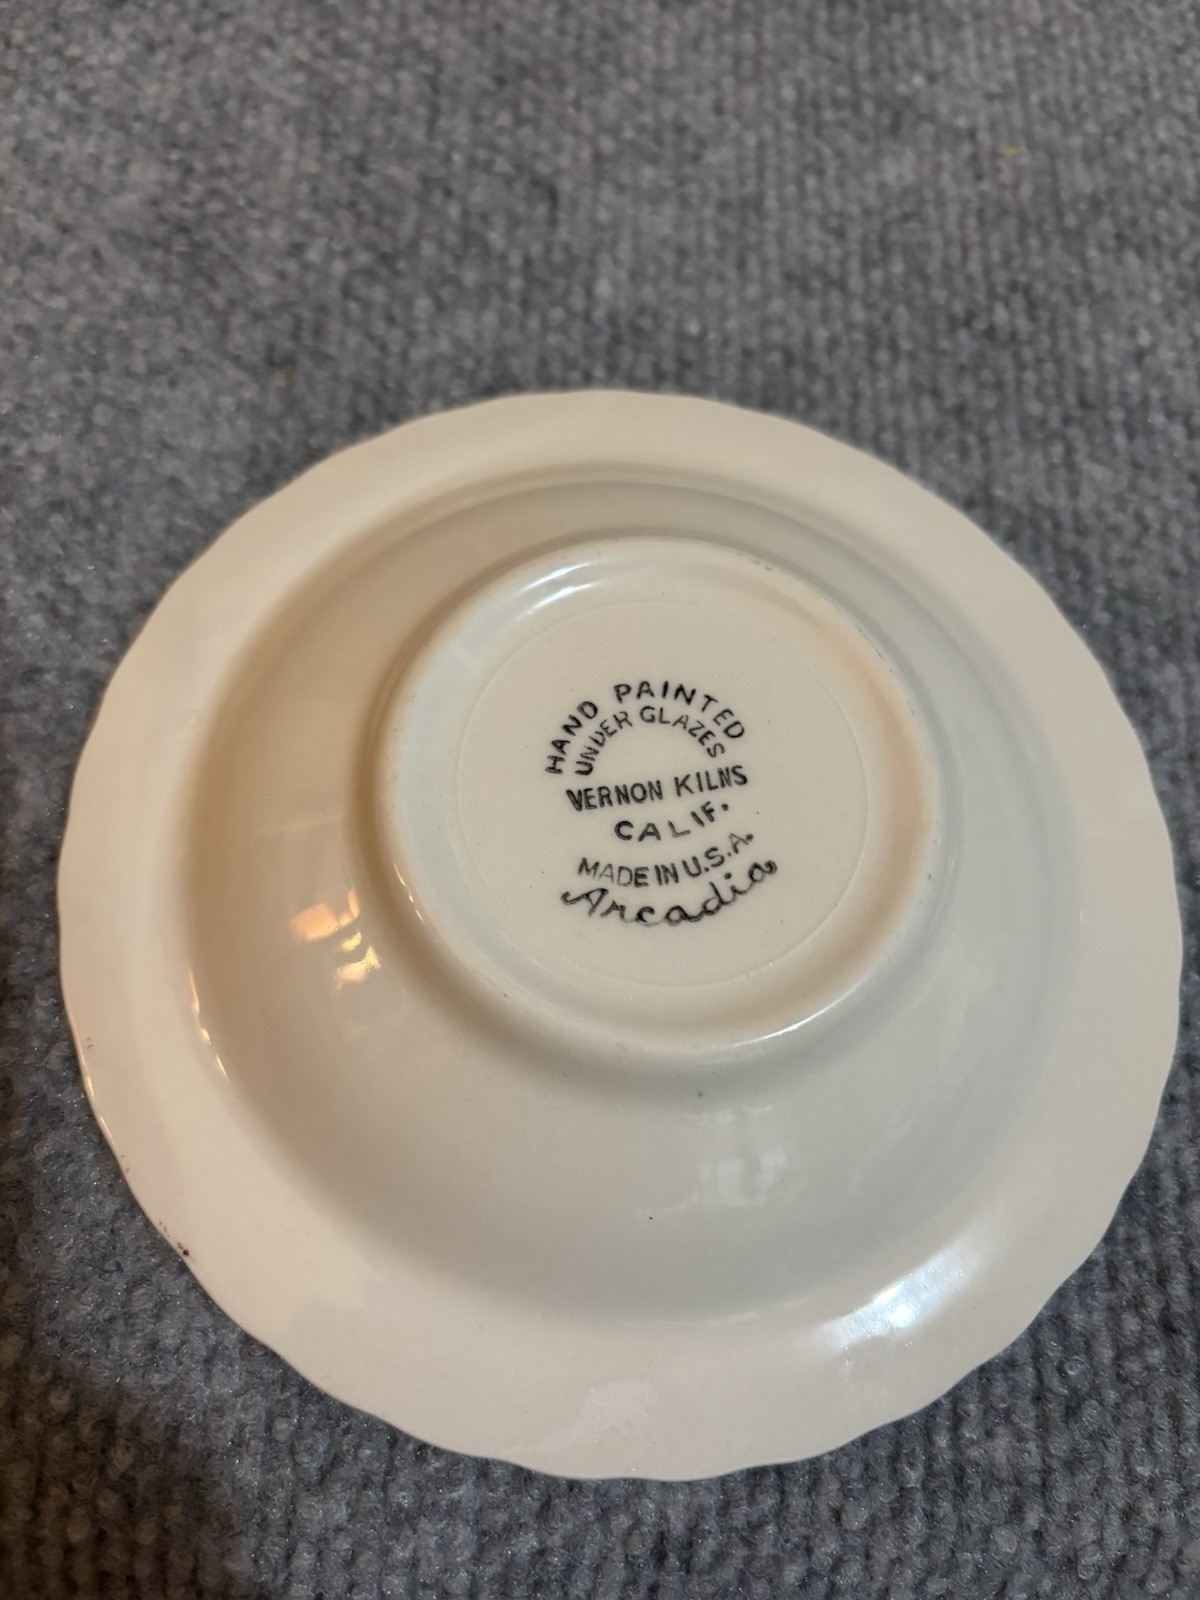 HAND PAINTED
UNDER GLAZES
VERNON KILNS
CALIF.
MADE IN U.S.A.
Arcadia